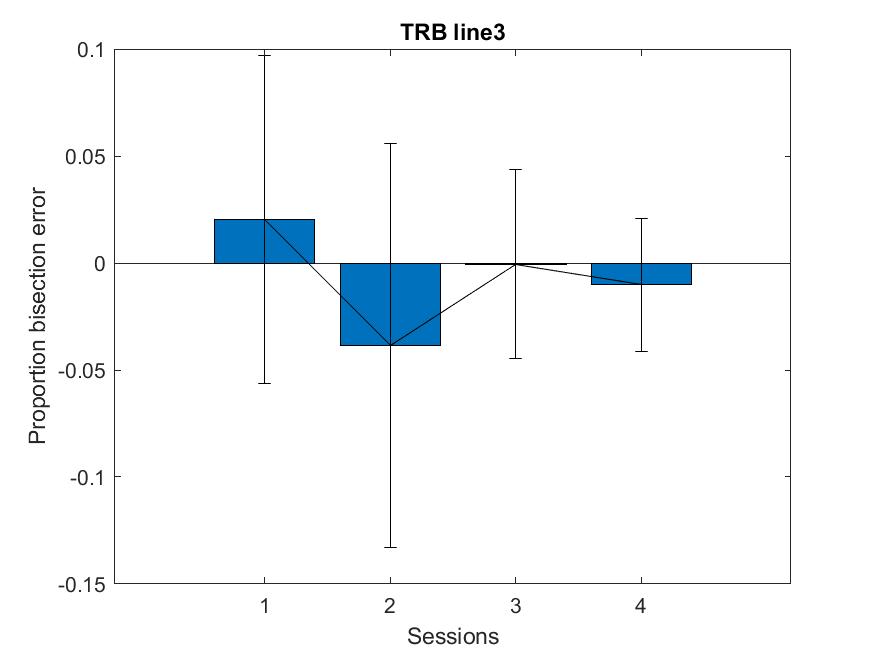 TRB line3
0.1
0.05
0
-0.05
-0.1
-0.15
Proportion bisection error
1 2 3 4
Sessions